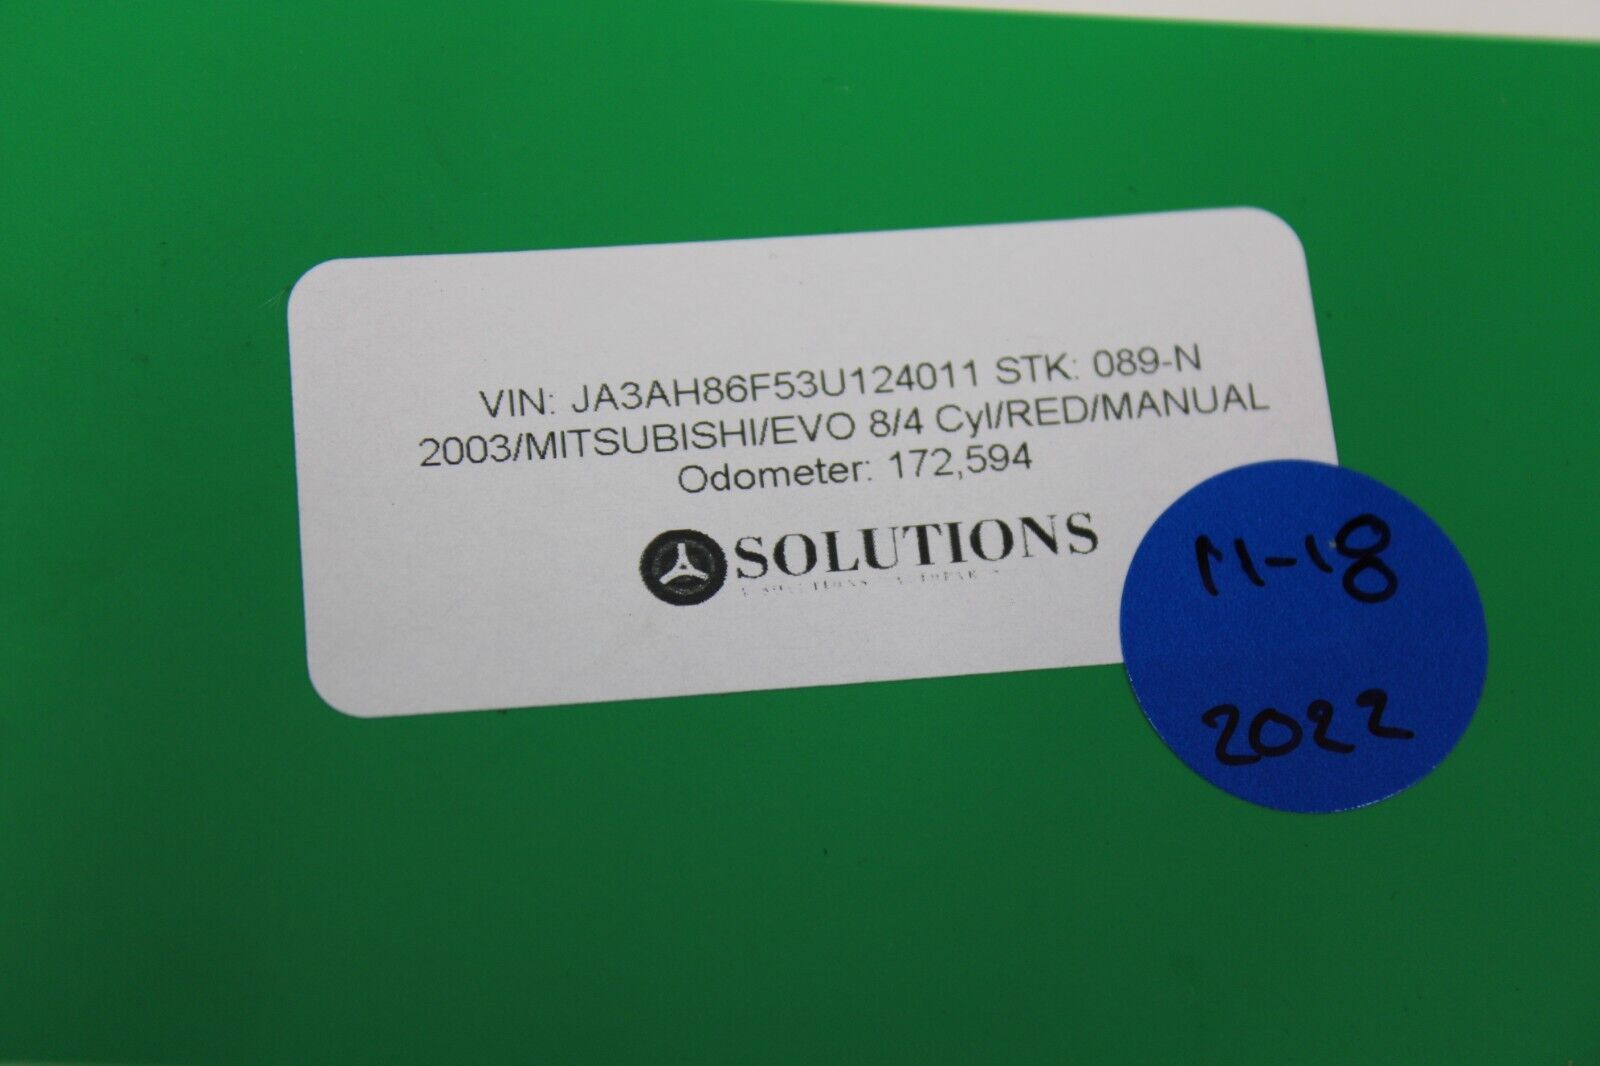 VIN: JA3AH86F53U124011 STK: 089-N
2003/MITSUBISHI/EVO 8/4 Cyl/RED/MANUAL
Odometer: 172,594
SOLUTIONS
11-18
2022